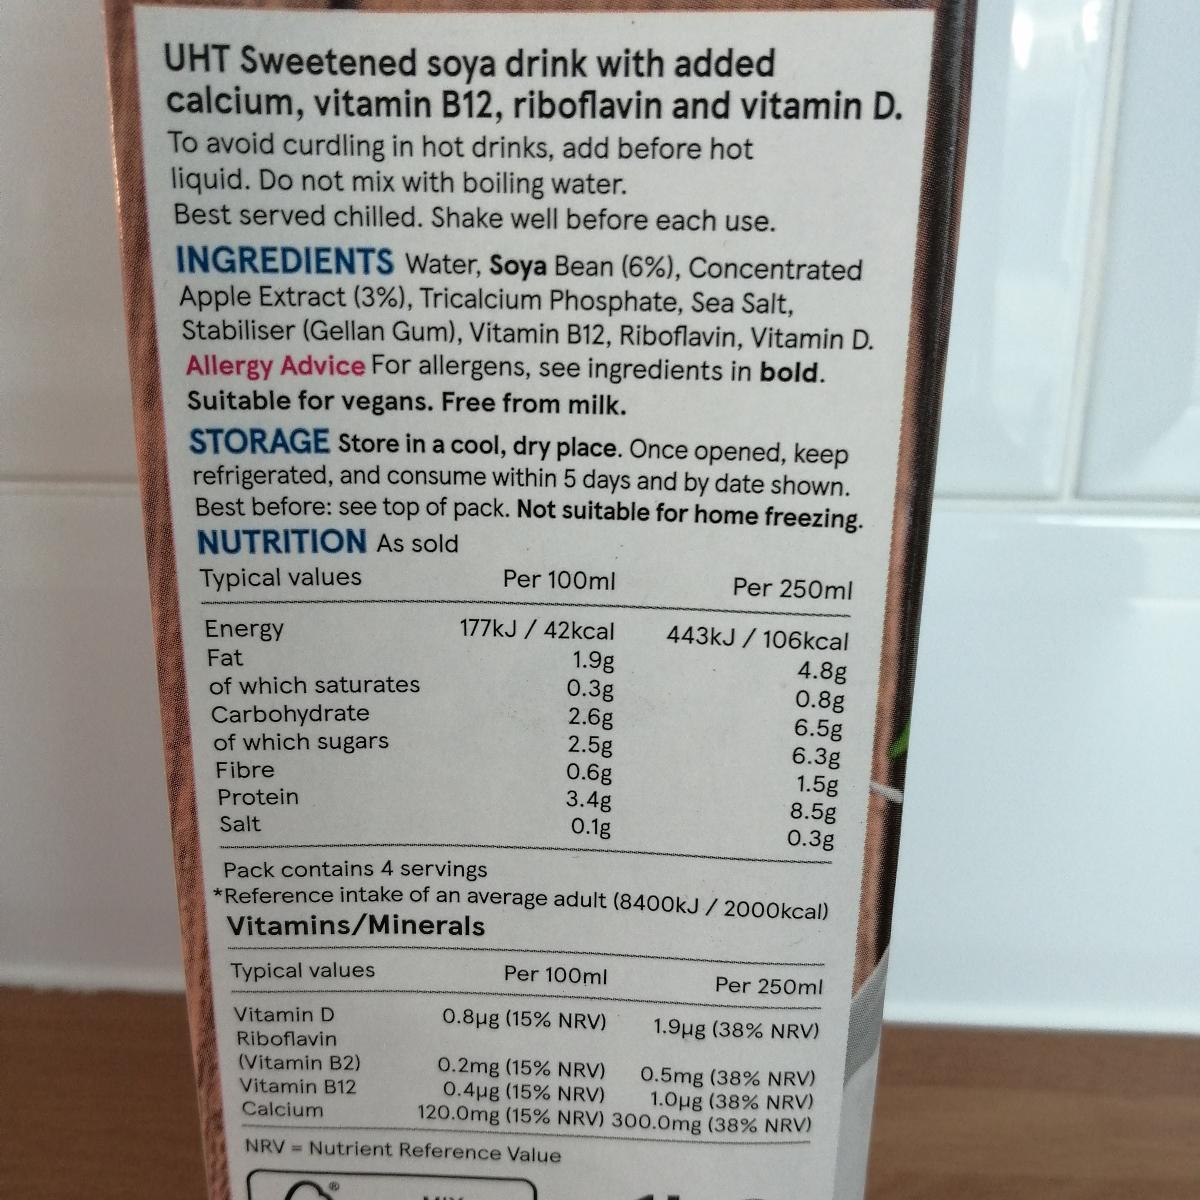 UHT Sweetened soya drink with added
calcium, vitamin B12, riboflavin and vitamin D.
To avoid curdling in hot drinks, add before hot
liquid. Do not mix with boiling water.
Best served chilled. Shake well before each use.
INGREDIENTS Water, Soya Bean (6%), Concentrated
Apple Extract (3%), Tricalcium Phosphate, Sea Salt,
Stabiliser (Gellan Gum), Vitamin B12, Riboflavin, Vitamin D.
Allergy Advice For allergens, see ingredients in bold.
Suitable for vegans. Free from milk.
STORAGE Store in a cool, dry place. Once opened, keep
refrigerated, and consume within 5 days and by date shown.
Best before: see top of pack. Not suitable for home freezing.
NUTRITION As sold
Typical values Per 100ml Per 250ml
Energy 177kJ / 42kcal 443kJ / 106kcal
Fat 1.9g 4.8g
of which saturates 0.3g 0.8g
Carbohydrate 2.6g 6.5g
of which sugars 2.5g 6.3g
Fibre 0.6g 1.5g
Protein 3.4g 8.5g
Salt 0.1g 0.3g
Pack contains 4 servings
*Reference intake of an average adult (8400kJ / 2000kcal)
Vitamins/Minerals
Typical values Per 100ml Per 250ml
Vitamin D 0.8µg (15% NRV) 1.9µg (38% NRV)
Riboflavin
(Vitamin B2) 0.2mg (15% NRV) 0.5mg (38% NRV)
Vitamin B12 0.4µg (15% NRV) 1.0µg (38% NRV)
Calcium 120.0mg (15% NRV) 300.0mg (38% NRV)
NRV = Nutrient Reference Value
®